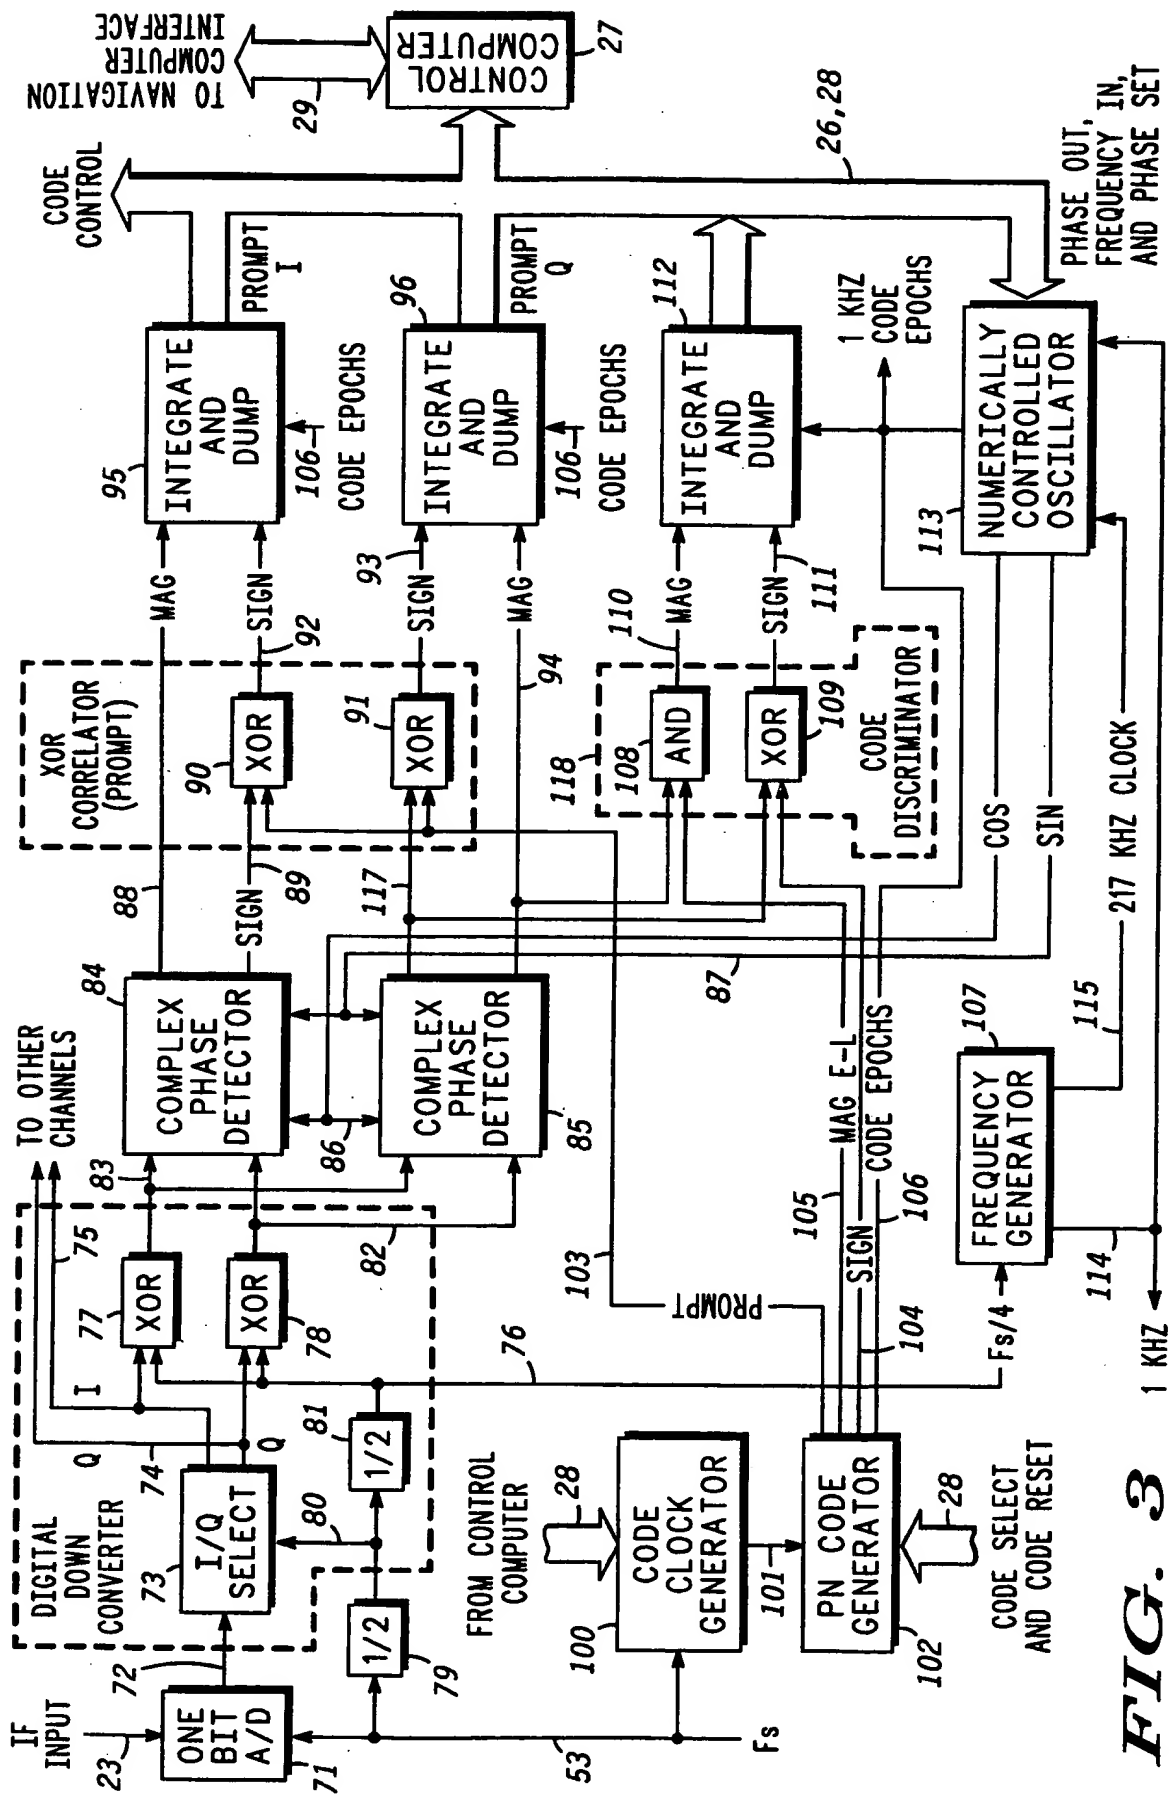 IF
INPUT
23
ONE
BIT
A/D
71
72
DIGITAL
DOWN
CONVERTER
73
I/Q
SELECT
74
Q
I
Q
75
TO OTHER
CHANNELS
77
XOR
XOR
78
79
1/2
80
81
1/2
82
83
76
53
Fs
84
COMPLEX
PHASE
DETECTOR
86
COMPLEX
PHASE
DETECTOR
85
88
SIGN
89
117
87
XOR
CORRELATOR
(PROMPT)
90
XOR
91
XOR
92
MAG
SIGN
93
SIGN
MAG
94
95
INTEGRATE
AND
DUMP
106
CODE EPOCHS
96
INTEGRATE
AND
DUMP
106
CODE EPOCHS
PROMPT
I
PROMPT
Q
CODE
CONTROL
TO NAVIGATION
COMPUTER
INTERFACE
29
CONTROL
COMPUTER
27
26,28
118
108
AND
XOR
109
CODE
DISCRIMINATOR
110
MAG
SIGN
111
112
INTEGRATE
AND
DUMP
1 KHZ
CODE
EPOCHS
113
NUMERICALLY
CONTROLLED
OSCILLATOR
PHASE OUT,
FREQUENCY IN,
AND PHASE SET
COS
SIN
217 KHZ CLOCK
115
107
FREQUENCY
GENERATOR
Fs/4
114
1 KHZ
FROM CONTROL
COMPUTER
28
100
CODE
CLOCK
GENERATOR
101
PN CODE
GENERATOR
102
28
CODE SELECT
AND CODE RESET
PROMPT
103
105
MAG E-L
SIGN
104
CODE EPOCHS
106
FIG. 3